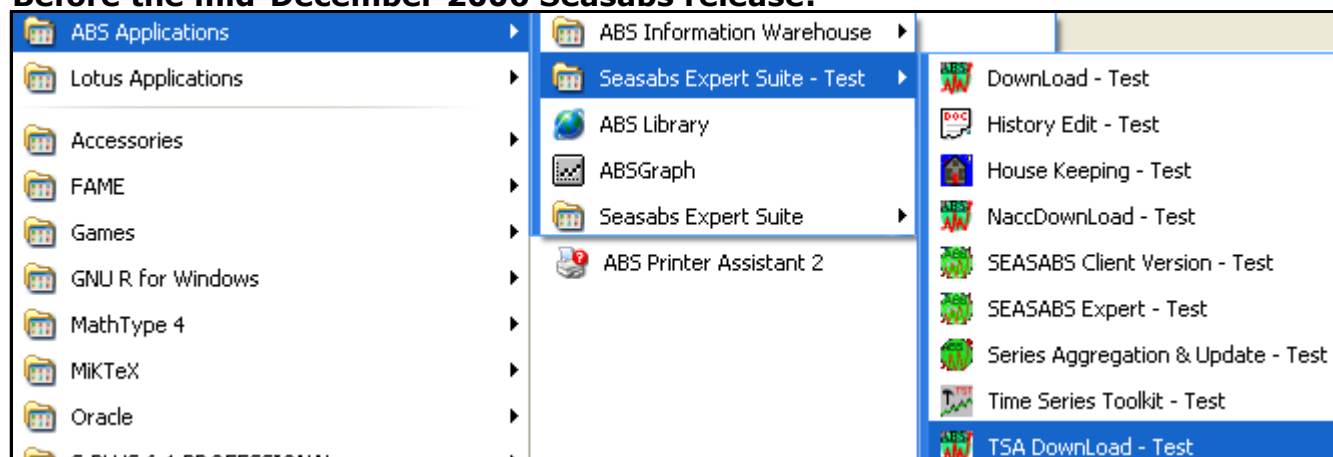 Before the mid-December 2006 Seasabs release:
ABS Applications
Lotus Applications
Accessories
FAME
Games
GNU R for Windows
MathType 4
MiKTeX
Oracle
ABS Information Warehouse
Seasabs Expert Suite - Test
ABS Library
ABSGraph
Seasabs Expert Suite
ABS Printer Assistant 2
DownLoad - Test
History Edit - Test
House Keeping - Test
NaccDownLoad - Test
SEASABS Client Version - Test
SEASABS Expert - Test
Series Aggregation & Update - Test
Time Series Toolkit - Test
TSA DownLoad - Test